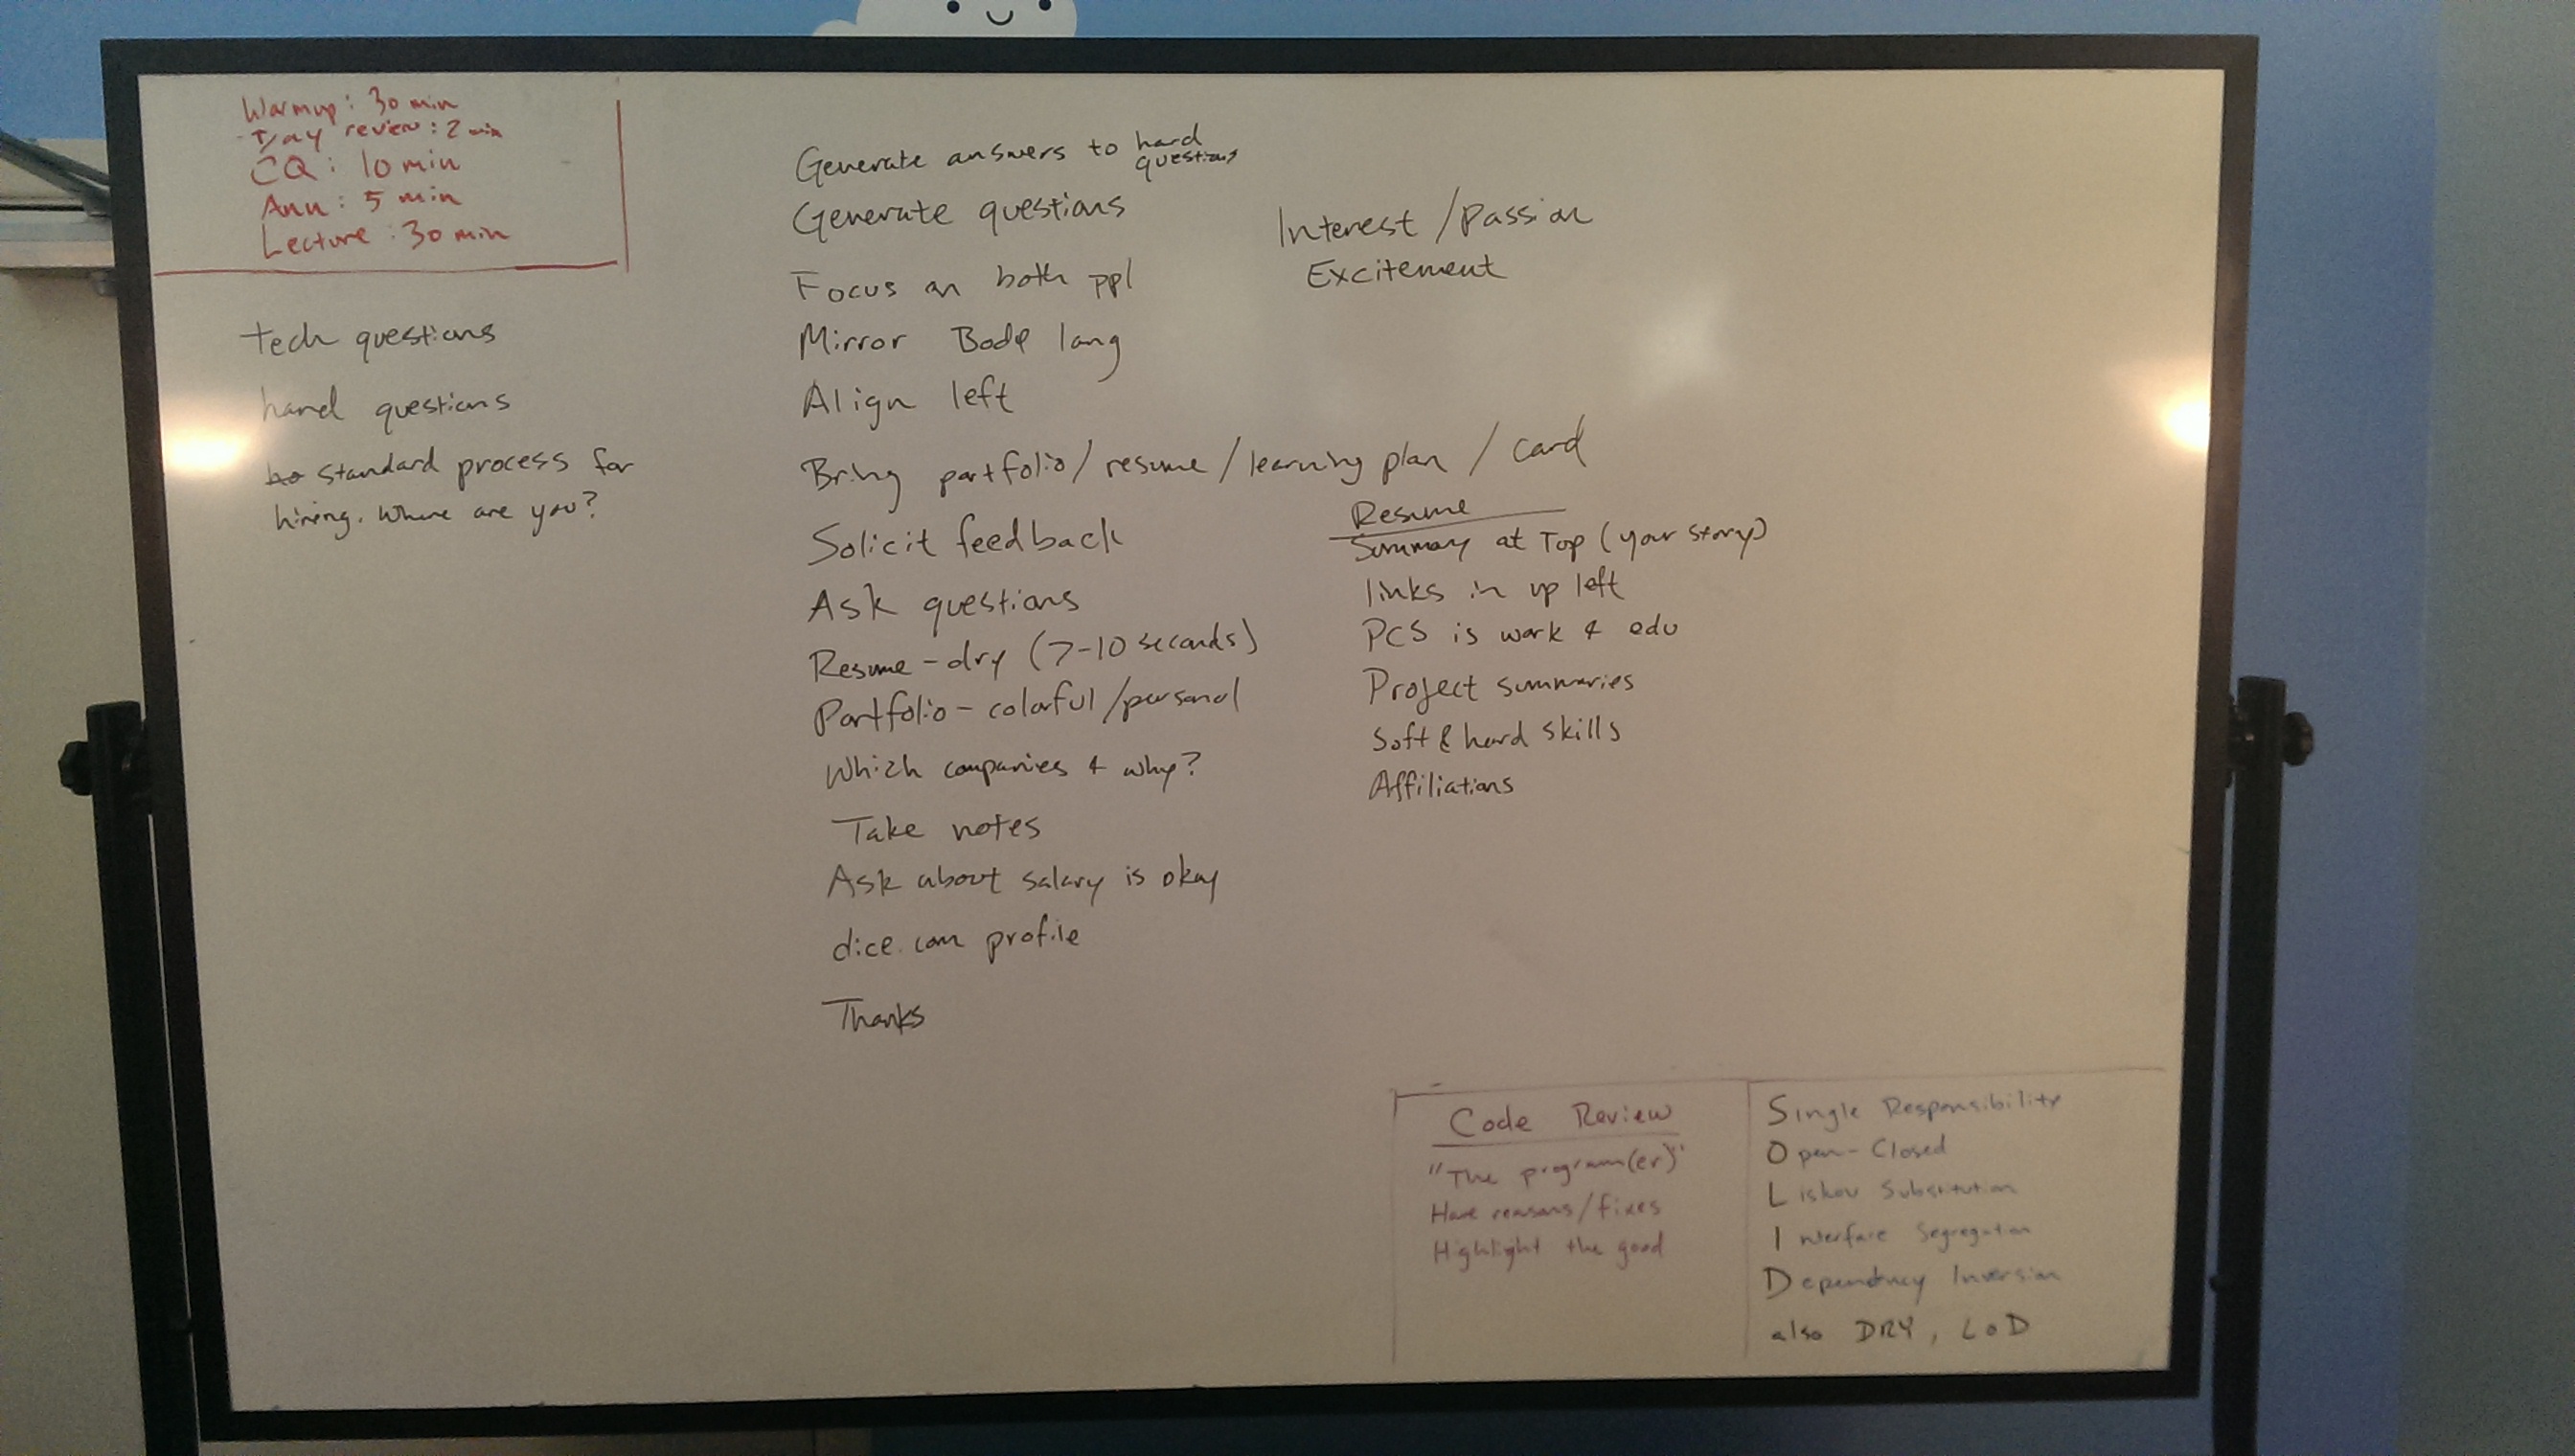 Warmup: 30 min
T/ay review: 2 min
CQ: 10 min
Ann: 5 min
Lecture: 30 min
tech questions
hard questions
no standard process for
hiring. Where are you?
Generate answers to hard
questions
Generate questions
Focus on both ppl
Mirror Body lang
Align left
Bring portfolio/resume/learning plan / card
Solicit feedback
Ask questions
Resume - dry (7-10 seconds)
Portfolio - colorful/personal
Which companies & why?
Take notes
Ask about salary is okay
dice.com profile
Thanks
Interest/passion
Excitement
Resume
Summary at Top (your story)
links in up left
PCS is work & edu
Project summaries
Soft & hard skills
Affiliations
Code Review
"The program(er)"
Have reasons/fixes
Highlight the good
Single Responsibility
Open-Closed
Liskov Substitution
Interface Segregation
Dependency Inversion
also DRY, LoD